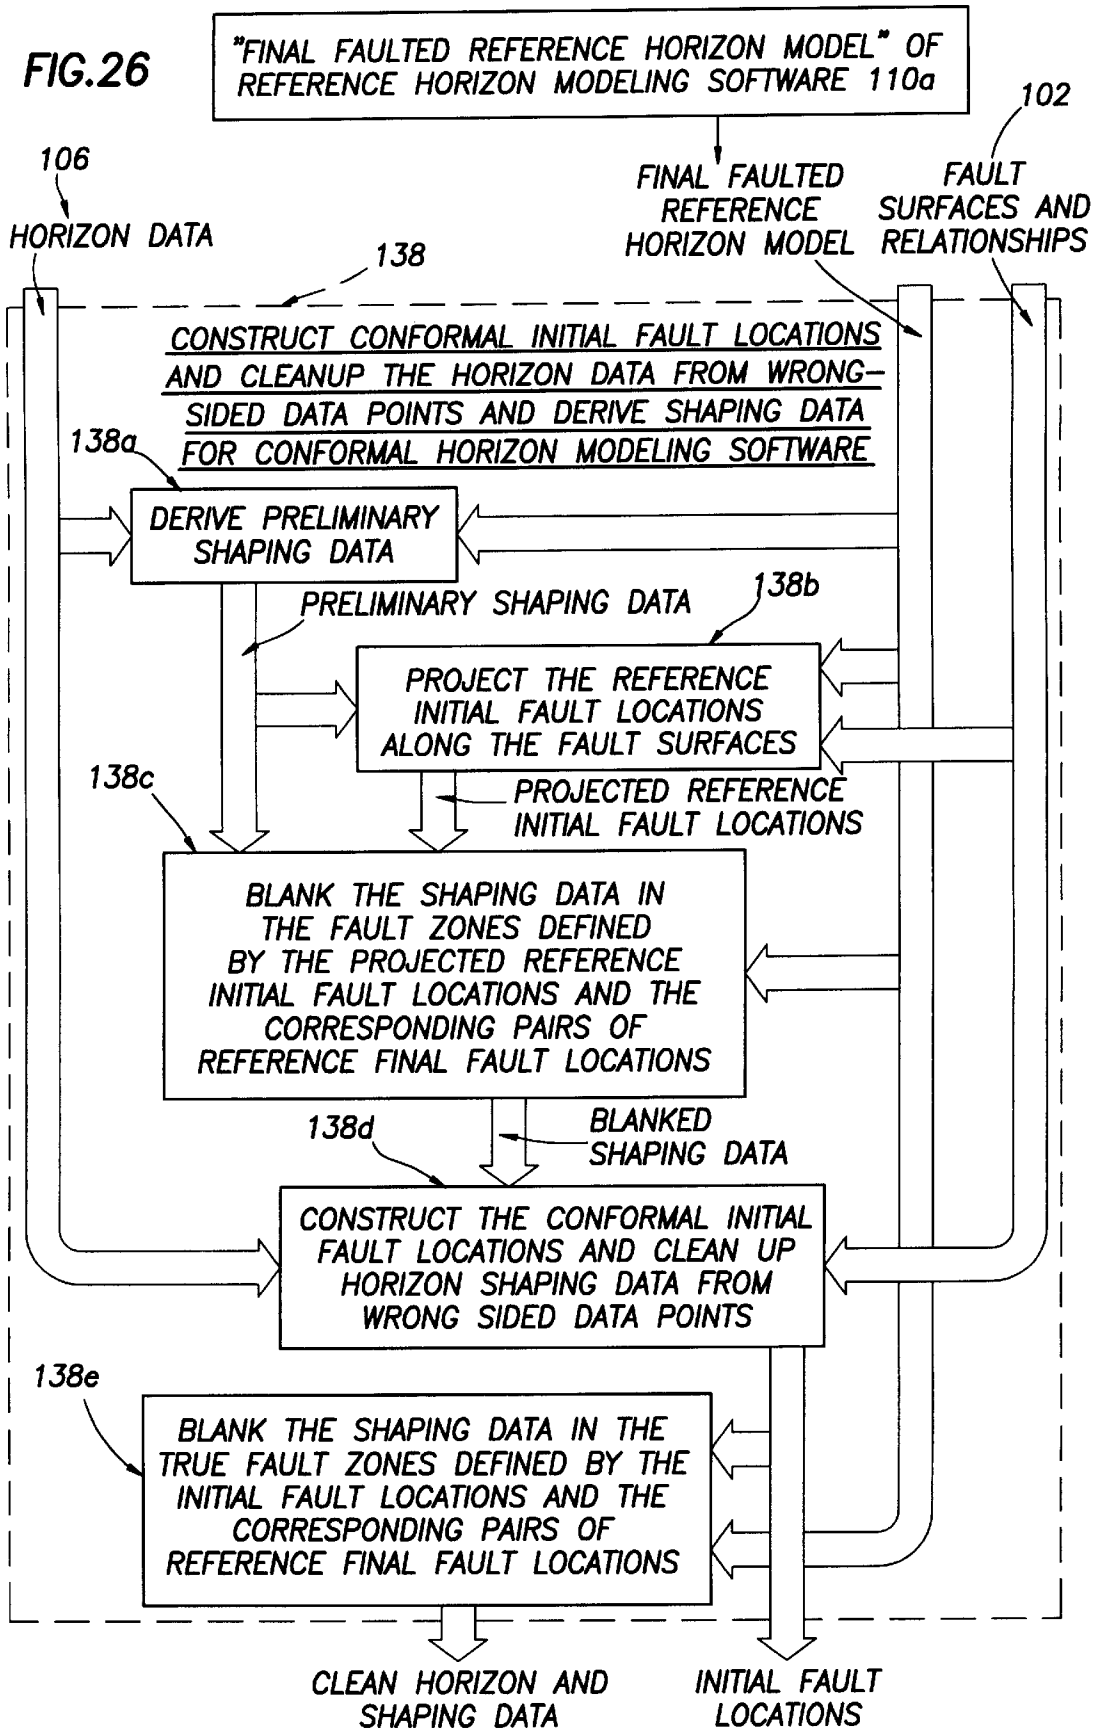 FIG.26
"FINAL FAULTED REFERENCE HORIZON MODEL" OF
REFERENCE HORIZON MODELING SOFTWARE 110a
102
106
HORIZON DATA
FINAL FAULTED
REFERENCE
HORIZON MODEL
FAULT
SURFACES AND
RELATIONSHIPS
138
CONSTRUCT CONFORMAL INITIAL FAULT LOCATIONS
AND CLEANUP THE HORIZON DATA FROM WRONG-
SIDED DATA POINTS AND DERIVE SHAPING DATA
FOR CONFORMAL HORIZON MODELING SOFTWARE
138a
DERIVE PRELIMINARY
SHAPING DATA
PRELIMINARY SHAPING DATA
138b
PROJECT THE REFERENCE
INITIAL FAULT LOCATIONS
ALONG THE FAULT SURFACES
138c
PROJECTED REFERENCE
INITIAL FAULT LOCATIONS
BLANK THE SHAPING DATA IN
THE FAULT ZONES DEFINED
BY THE PROJECTED REFERENCE
INITIAL FAULT LOCATIONS AND THE
CORRESPONDING PAIRS OF
REFERENCE FINAL FAULT LOCATIONS
138d
BLANKED
SHAPING DATA
CONSTRUCT THE CONFORMAL INITIAL
FAULT LOCATIONS AND CLEAN UP
HORIZON SHAPING DATA FROM
WRONG SIDED DATA POINTS
138e
BLANK THE SHAPING DATA IN THE
TRUE FAULT ZONES DEFINED BY THE
INITIAL FAULT LOCATIONS AND THE
CORRESPONDING PAIRS OF
REFERENCE FINAL FAULT LOCATIONS
CLEAN HORIZON AND
SHAPING DATA
INITIAL FAULT
LOCATIONS